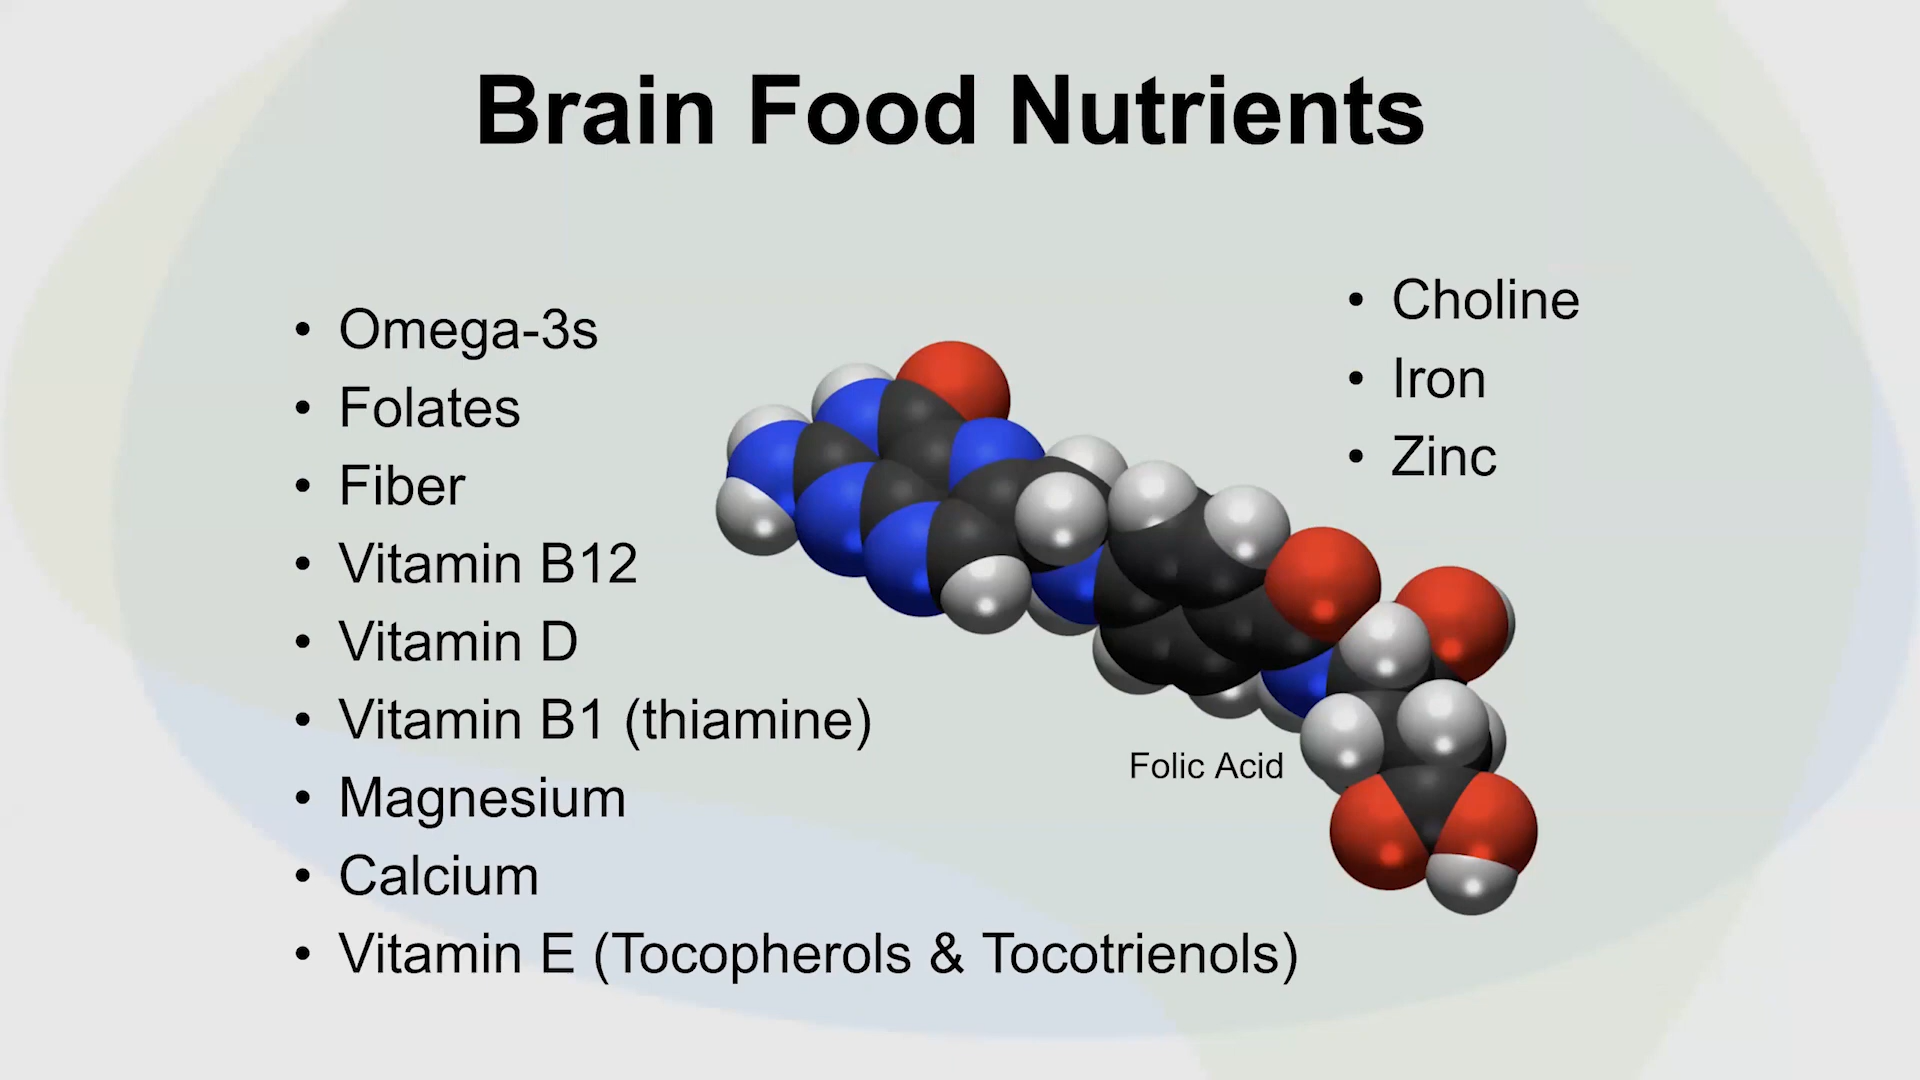 Brain Food Nutrients
• Omega-3s
• Folates
• Fiber
• Vitamin B12
• Vitamin D
• Vitamin B1 (thiamine)
• Magnesium
• Calcium
• Vitamin E (Tocopherols & Tocotrienols)
• Choline
• Iron
• Zinc
Folic Acid